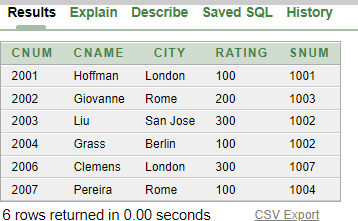 Results Explain Describe Saved SQL History
CNUM CNAME CITY RATING SNUM
2001 Hoffman London 100 1001
2002 Giovanne Rome 200 1003
2003 Liu San Jose 300 1002
2004 Grass Berlin 100 1002
2006 Clemens London 300 1007
2007 Pereira Rome 100 1004
6 rows returned in 0.00 seconds CSV Export